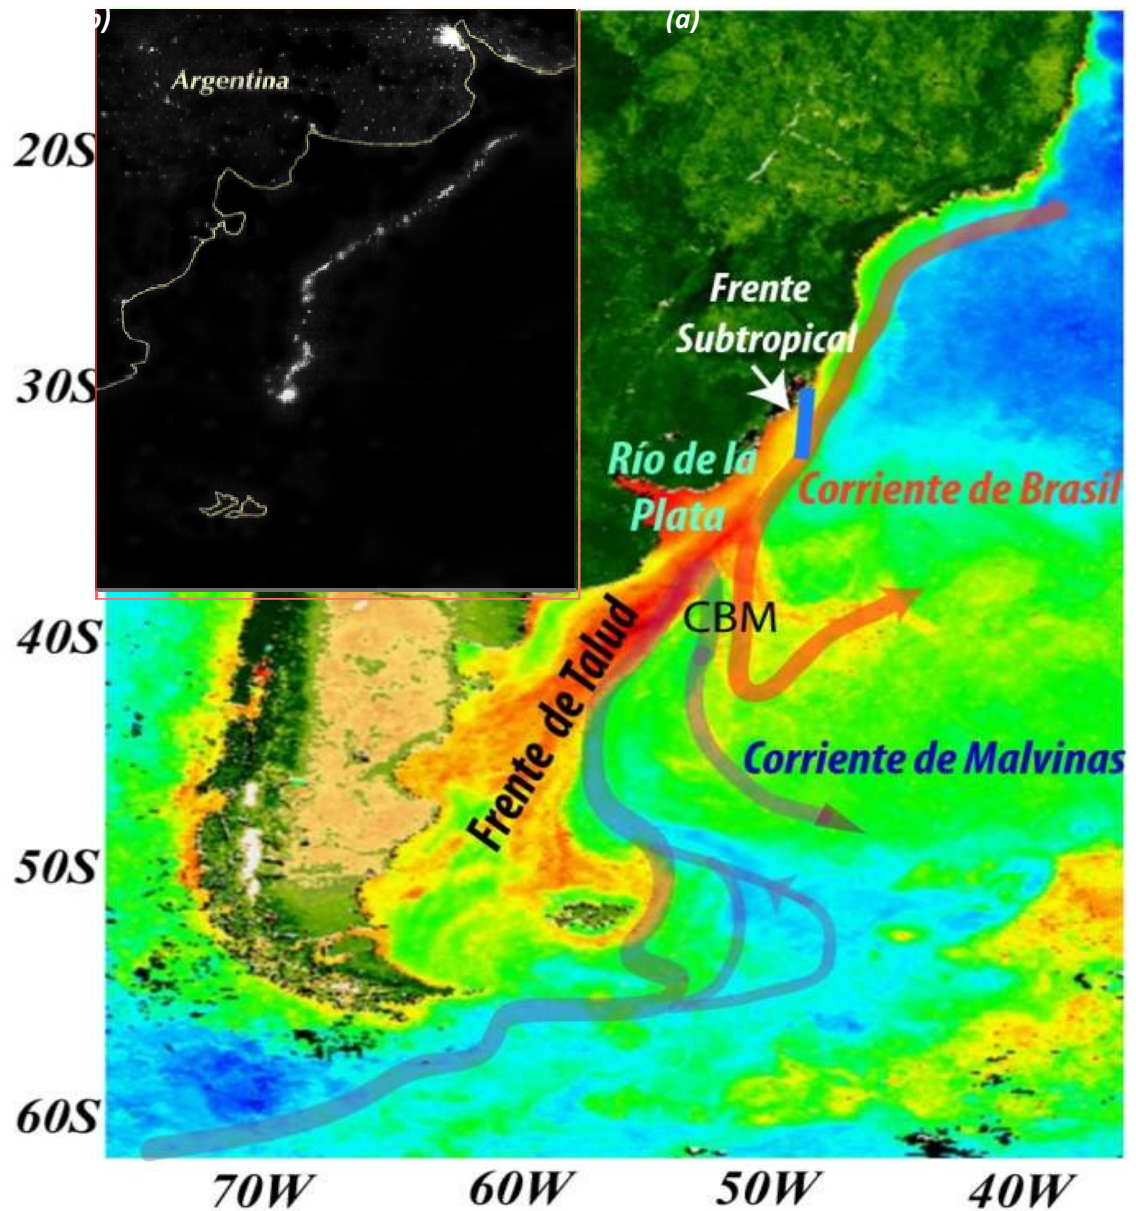 b)
(a)
Argentina
20S
30S
40S
50S
60S
Frente
Subtropical
Río de la
Plata
Corriente de Brasil
CBM
Frente de Talud
Corriente de Malvinas
70W
60W
50W
40W